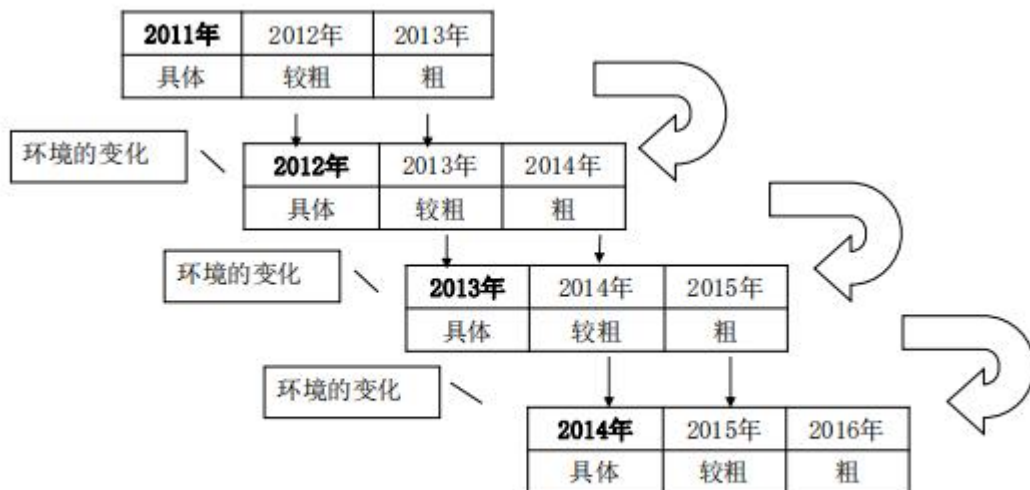 2011年 2012年 2013年
具体 较粗 粗
环境的变化
2012年 2013年 2014年
具体 较粗 粗
环境的变化
2013年 2014年 2015年
具体 较粗 粗
环境的变化
2014年 2015年 2016年
具体 较粗 粗